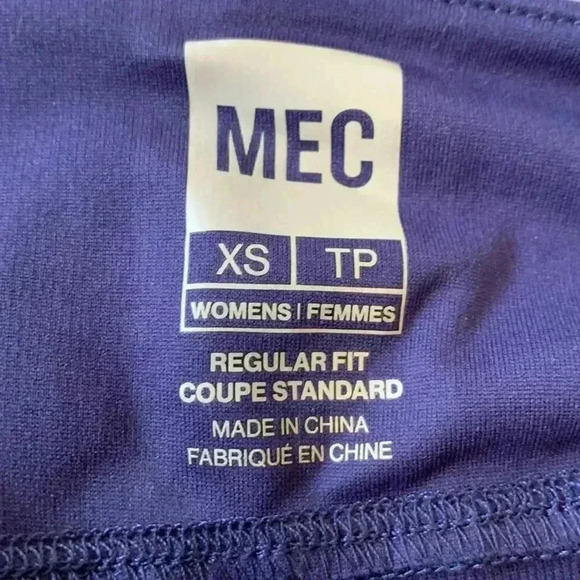 MEC
XS TP
WOMENS | FEMMES
REGULAR FIT
COUPE STANDARD
MADE IN CHINA
FABRIQUÉ EN CHINE